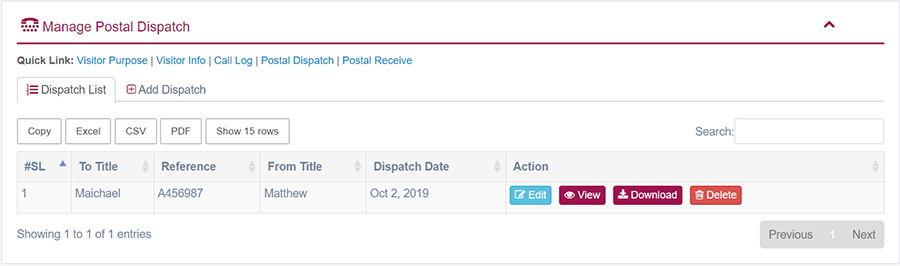 Manage Postal Dispatch
Quick Link: Visitor Purpose | Visitor Info | Call Log | Postal Dispatch | Postal Receive
Dispatch List Add Dispatch
Copy Excel CSV PDF Show 15 rows Search:
#SL To Title Reference From Title Dispatch Date Action
1 Maichael A456987 Matthew Oct 2, 2019 Edit View Download Delete
Showing 1 to 1 of 1 entries Previous 1 Next